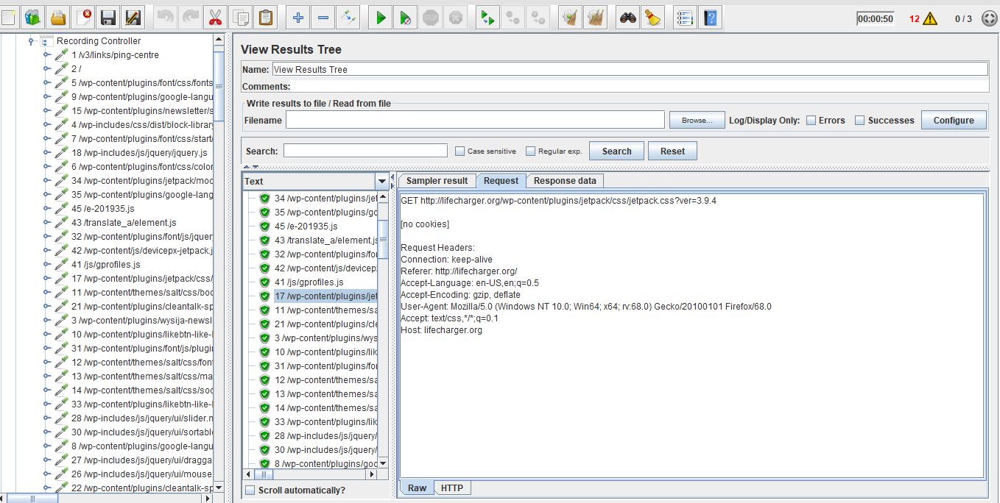 00:00:50
12
0 / 3
Recording Controller
1 /v3/links/ping-centre
2 /
5 /wp-content/plugins/font/css/fonts
9 /wp-content/plugins/google-langu
15 /wp-content/plugins/newsletter/s
4 /wp-includes/css/dist/block-library
7 /wp-content/plugins/font/css/start/
18 /wp-includes/js/jquery/jquery.js
6 /wp-content/plugins/font/css/color
34 /wp-content/plugins/jetpack/moc
35 /wp-content/plugins/google-lang
45 /e-201935.js
43 /translate_a/element.js
32 /wp-content/plugins/font/js/jquer
42 /wp-content/js/devicepx-jetpack.j
41 /js/gprofiles.js
17 /wp-content/plugins/jetpack/css/
11 /wp-content/themes/salt/css/boo
21 /wp-content/plugins/cleantalk-sp
3 /wp-content/plugins/wysija-newsl
10 /wp-content/plugins/likebtn-like-l
31 /wp-content/plugins/font/js/plugin
12 /wp-content/themes/salt/css/fon
13 /wp-content/themes/salt/css/ma
14 /wp-content/themes/salt/css/soc
33 /wp-content/plugins/likebtn-like-l
28 /wp-includes/js/jquery/ui/slider.n
30 /wp-includes/js/jquery/ui/sortabl
8 /wp-content/plugins/google-langu
27 /wp-includes/js/jquery/ui/dragga
26 /wp-includes/js/jquery/ui/mouse
22 /wp-content/plugins/cleantalk-sp
View Results Tree
Name: View Results Tree
Comments:
Write results to file / Read from file
Filename Browse... Log/Display Only: Errors Successes Configure
Search: Case sensitive Regular exp. Search Reset
Text
34 /wp-content/plugins/jet
35 /wp-content/plugins/go
45 /e-201935.js
43 /translate_a/element.js
32 /wp-content/plugins/for
42 /wp-content/js/devicep
41 /js/gprofiles.js
17 /wp-content/plugins/jet
11 /wp-content/themes/sa
21 /wp-content/plugins/cle
3 /wp-content/plugins/wys
10 /wp-content/plugins/lik
31 /wp-content/plugins/for
12 /wp-content/themes/sa
13 /wp-content/themes/sa
14 /wp-content/themes/sa
33 /wp-content/plugins/lik
28 /wp-includes/js/jquery/
30 /wp-includes/js/jquery/
8 /wp-content/plugins/goo
Scroll automatically?
Sampler result Request Response data
GET http://lifecharger.org/wp-content/plugins/jetpack/css/jetpack.css?ver=3.9.4
[no cookies]
Request Headers:
Connection: keep-alive
Referer: http://lifecharger.org/
Accept-Language: en-US,en;q=0.5
Accept-Encoding: gzip, deflate
User-Agent: Mozilla/5.0 (Windows NT 10.0; Win64; x64; rv:68.0) Gecko/20100101 Firefox/68.0
Accept: text/css,*/*;q=0.1
Host: lifecharger.org
Raw HTTP